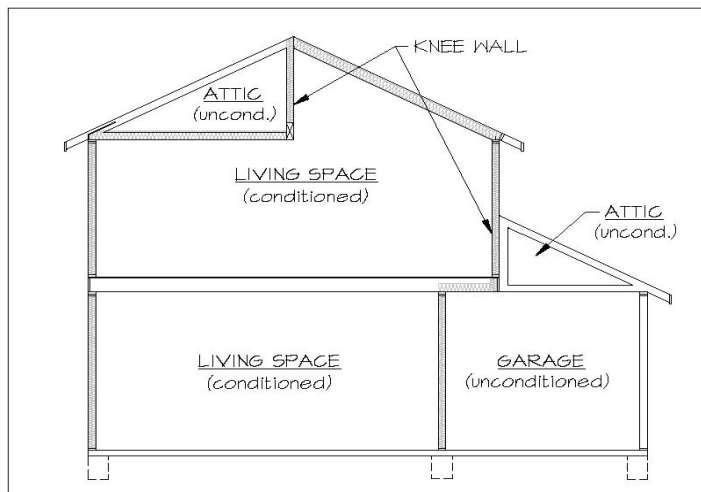 KNEE WALL
ATTIC
(uncond.)
LIVING SPACE
(conditioned)
ATTIC
(uncond.)
LIVING SPACE
(conditioned)
GARAGE
(unconditioned)